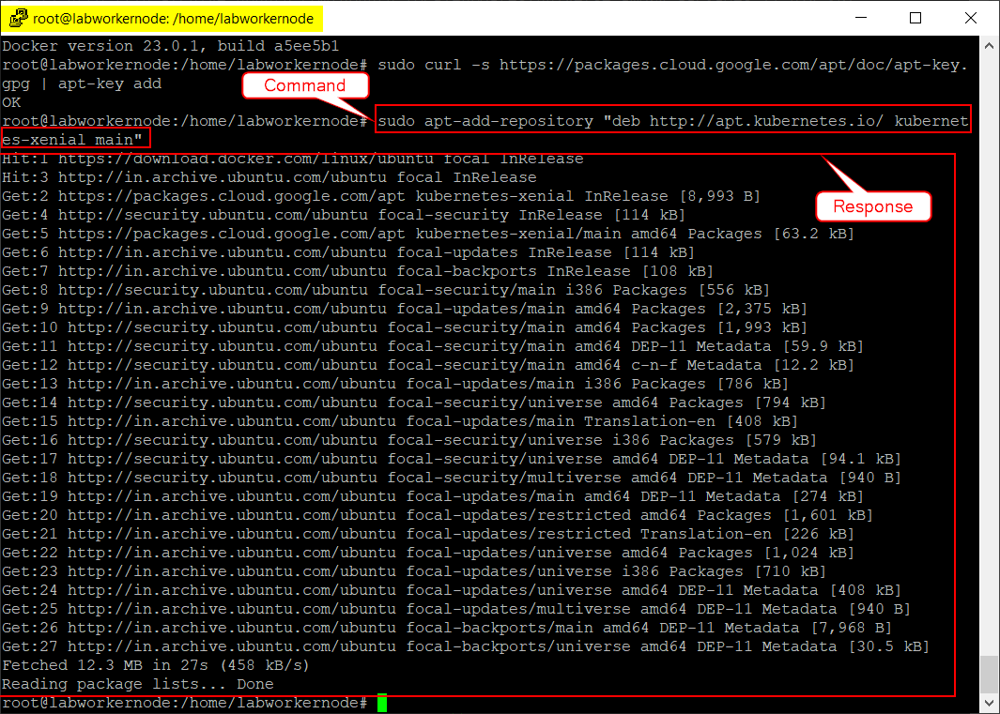 root@labworkernode: /home/labworkernode
Docker version 23.0.1, build a5ee5b1
root@labworkernode:/home/labworkernode# sudo curl -s https://packages.cloud.google.com/apt/doc/apt-key.
gpg | apt-key add
Command
OK
root@labworkernode:/home/labworkernode# sudo apt-add-repository "deb http://apt.kubernetes.io/ kubernet
es-xenial main"
Hit:1 https://download.docker.com/linux/ubuntu focal InRelease
Hit:3 http://in.archive.ubuntu.com/ubuntu focal InRelease
Get:2 https://packages.cloud.google.com/apt kubernetes-xenial InRelease [8,993 B]
Response
Get:4 http://security.ubuntu.com/ubuntu focal-security InRelease [114 kB]
Get:5 https://packages.cloud.google.com/apt kubernetes-xenial/main amd64 Packages [63.2 kB]
Get:6 http://in.archive.ubuntu.com/ubuntu focal-updates InRelease [114 kB]
Get:7 http://in.archive.ubuntu.com/ubuntu focal-backports InRelease [108 kB]
Get:8 http://security.ubuntu.com/ubuntu focal-security/main i386 Packages [556 kB]
Get:9 http://in.archive.ubuntu.com/ubuntu focal-updates/main amd64 Packages [2,375 kB]
Get:10 http://security.ubuntu.com/ubuntu focal-security/main amd64 Packages [1,993 kB]
Get:11 http://security.ubuntu.com/ubuntu focal-security/main amd64 DEP-11 Metadata [59.9 kB]
Get:12 http://security.ubuntu.com/ubuntu focal-security/main amd64 c-n-f Metadata [12.2 kB]
Get:13 http://in.archive.ubuntu.com/ubuntu focal-updates/main i386 Packages [786 kB]
Get:14 http://security.ubuntu.com/ubuntu focal-security/universe amd64 Packages [794 kB]
Get:15 http://in.archive.ubuntu.com/ubuntu focal-updates/main Translation-en [408 kB]
Get:16 http://security.ubuntu.com/ubuntu focal-security/universe i386 Packages [579 kB]
Get:17 http://security.ubuntu.com/ubuntu focal-security/universe amd64 DEP-11 Metadata [94.1 kB]
Get:18 http://security.ubuntu.com/ubuntu focal-security/multiverse amd64 DEP-11 Metadata [940 B]
Get:19 http://in.archive.ubuntu.com/ubuntu focal-updates/main amd64 DEP-11 Metadata [274 kB]
Get:20 http://in.archive.ubuntu.com/ubuntu focal-updates/restricted amd64 Packages [1,601 kB]
Get:21 http://in.archive.ubuntu.com/ubuntu focal-updates/restricted Translation-en [226 kB]
Get:22 http://in.archive.ubuntu.com/ubuntu focal-updates/universe amd64 Packages [1,024 kB]
Get:23 http://in.archive.ubuntu.com/ubuntu focal-updates/universe i386 Packages [710 kB]
Get:24 http://in.archive.ubuntu.com/ubuntu focal-updates/universe amd64 DEP-11 Metadata [408 kB]
Get:25 http://in.archive.ubuntu.com/ubuntu focal-updates/multiverse amd64 DEP-11 Metadata [940 B]
Get:26 http://in.archive.ubuntu.com/ubuntu focal-backports/main amd64 DEP-11 Metadata [7,968 B]
Get:27 http://in.archive.ubuntu.com/ubuntu focal-backports/universe amd64 DEP-11 Metadata [30.5 kB]
Fetched 12.3 MB in 27s (458 kB/s)
Reading package lists... Done
root@labworkernode:/home/labworkernode#